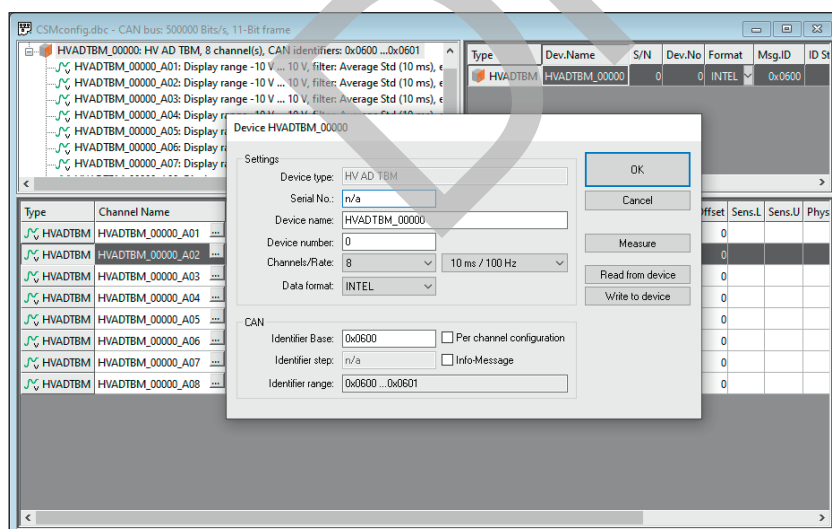 CSMconfig.dbc - CAN bus: 500000 Bits/s, 11-Bit frame
HVADTBM_00000: HV AD TBM, 8 channel(s), CAN identifiers: 0x0600 ...0x0601
HVADTBM_00000_A01: Display range -10 V ... 10 V, filter: Average Std (10 ms), e
HVADTBM_00000_A02: Display range -10 V ... 10 V, filter: Average Std (10 ms), e
HVADTBM_00000_A03: Display range -10 V ... 10 V, filter: Average Std (10 ms), e
HVADTBM_00000_A04: Display
HVADTBM_00000_A05: Display
HVADTBM_00000_A06: Display
HVADTBM_00000_A07: Display
Type Dev.Name S/N Dev.No Format Msg.ID ID St
HVADTBM HVADTBM_00000 0 0 INTEL 0x0600
Device HVADTBM_00000
Settings
Device type: HV AD TBM
Serial No.: n/a
Device name: HVADTBM_00000
Device number: 0
Channels/Rate: 8 10 ms / 100 Hz
Data format: INTEL
CAN
Identifier Base: 0x0600 Per channel configuration
Identifier step: n/a Info-Message
Identifier range: 0x0600 ...0x0601
OK
Cancel
Measure
Read from device
Write to device
Type Channel Name ffset Sens.L Sens.U Phys
HVADTBM HVADTBM_00000_A01 ... 0
HVADTBM HVADTBM_00000_A02 ... 0
HVADTBM HVADTBM_00000_A03 ... 0
HVADTBM HVADTBM_00000_A04 ... 0
HVADTBM HVADTBM_00000_A05 ... 0
HVADTBM HVADTBM_00000_A06 ... 0
HVADTBM HVADTBM_00000_A07 ... 0
HVADTBM HVADTBM_00000_A08 ... 0